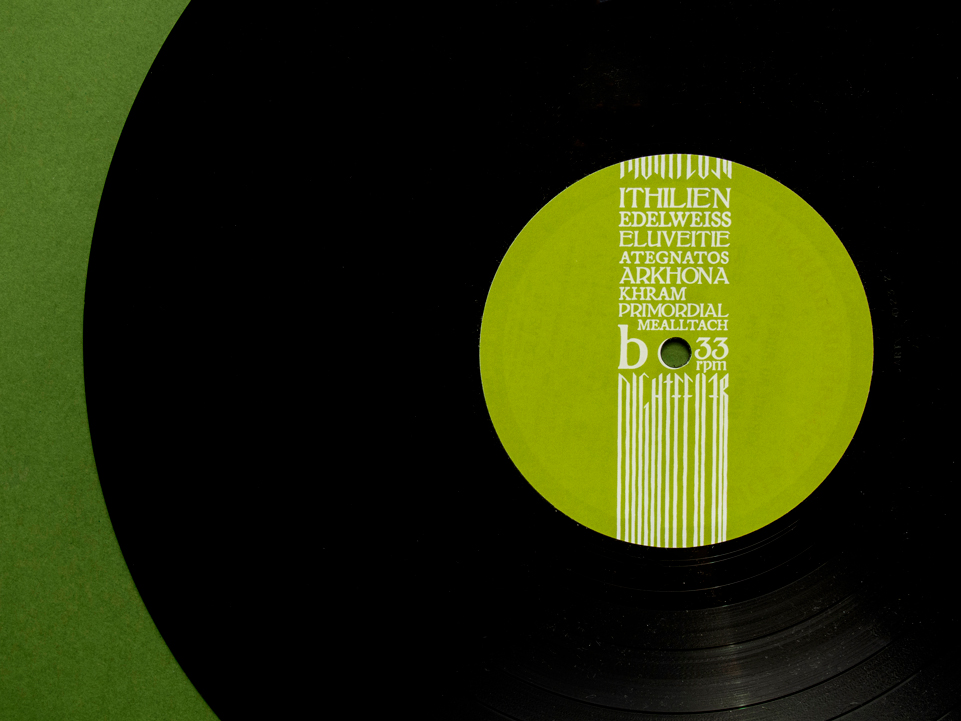 ITHILIEN
EDELWEISS
ELUVEITIE
ATEGNATOS
ARKHONA
KHRAM
PRIMORDIAL
MEALLTACH
b 33
rpm